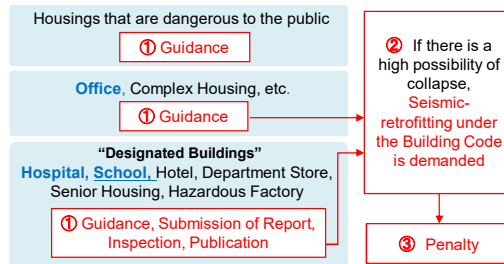 Housings that are dangerous to the public
① Guidance
Office, Complex Housing, etc.
① Guidance
“Designated Buildings”
Hospital, School, Hotel, Department Store,
Senior Housing, Hazardous Factory
① Guidance, Submission of Report,
Inspection, Publication
② If there is a
high possibility of
collapse,
Seismic-
retrofitting under
the Building Code
is demanded
③ Penalty